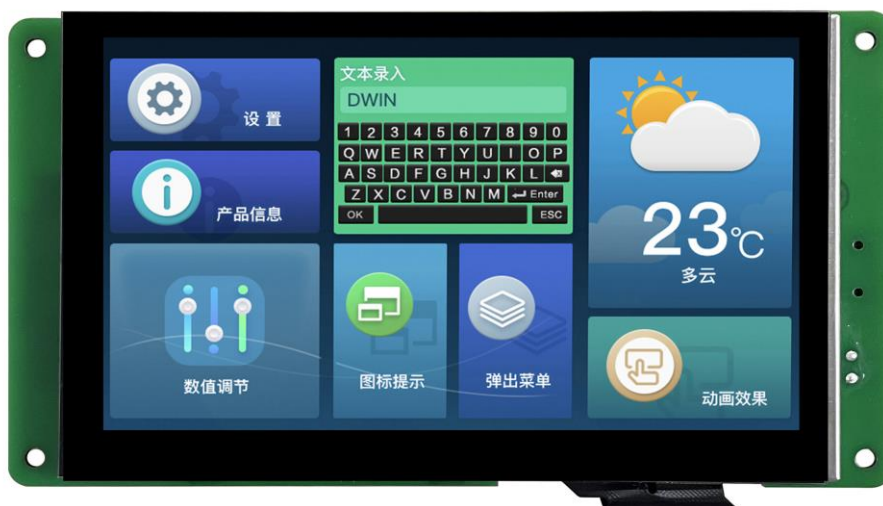 设 置
产品信息
文本录入
DWIN
1 2 3 4 5 6 7 8 9 0
Q W E R T Y U I O P
A S D F G H J K L
Z X C V B N M Enter
OK ESC
23℃
多云
数值调节
图标提示
弹出菜单
动画效果